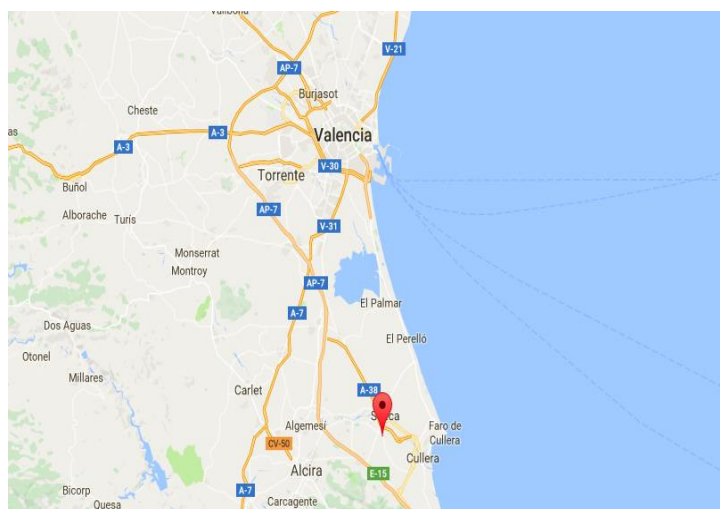 V-21
AP-7
Burjasot
Cheste
Valencia
A-3
A-3
V-30
Torrente
Buñol
AP-7
Alborache
Turís
V-31
Monserrat
Montroy
AP-7
El Palmar
A-7
Dos Aguas
El Perelló
Otonel
Millares
Carlet
A-38
Faro de
Cullera
Algemesí
CV-50
Cullera
Alcira
E-15
Bicorp
A-7
Carcagente
Quesa